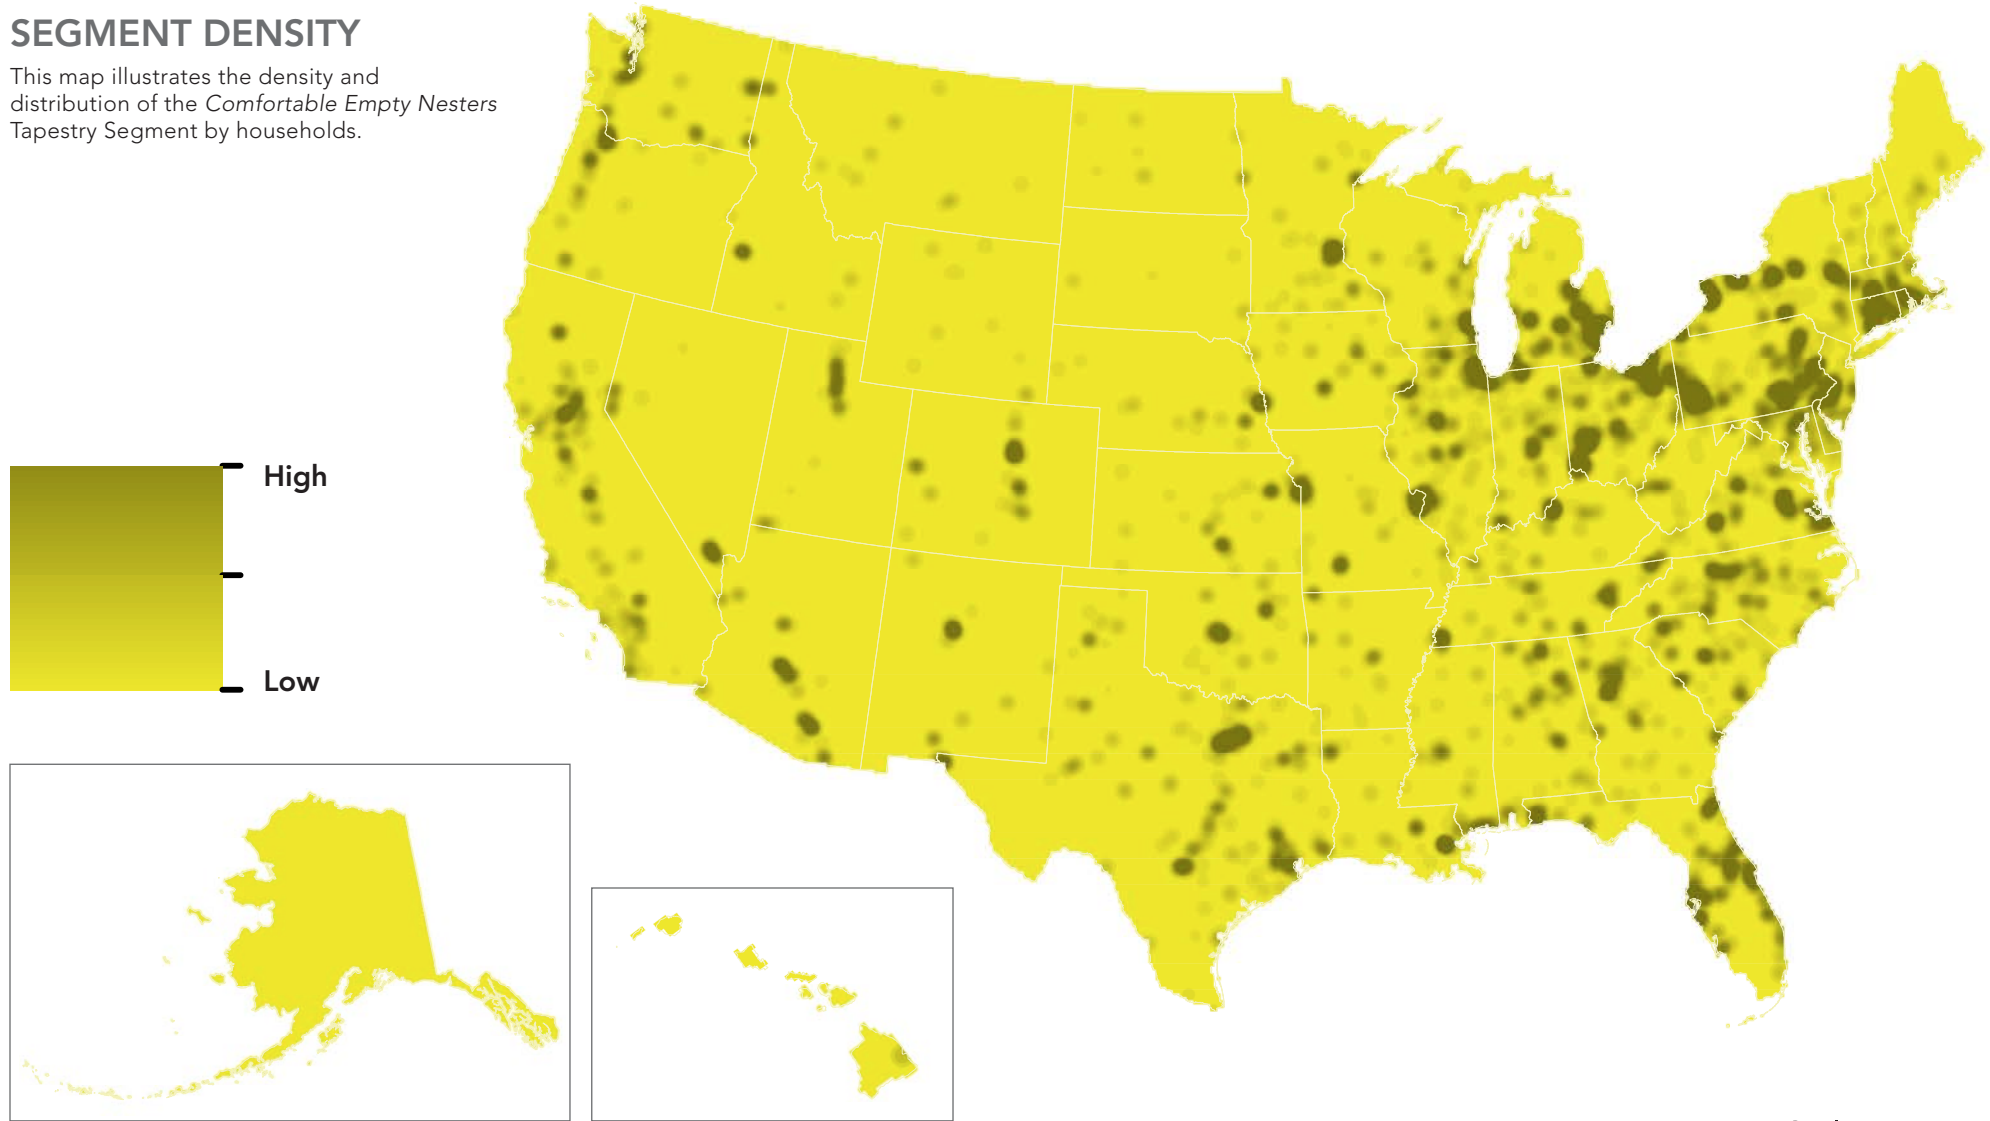 SEGMENT DENSITY
This map illustrates the density and
distribution of the Comfortable Empty Nesters
Tapestry Segment by households.
High
Low